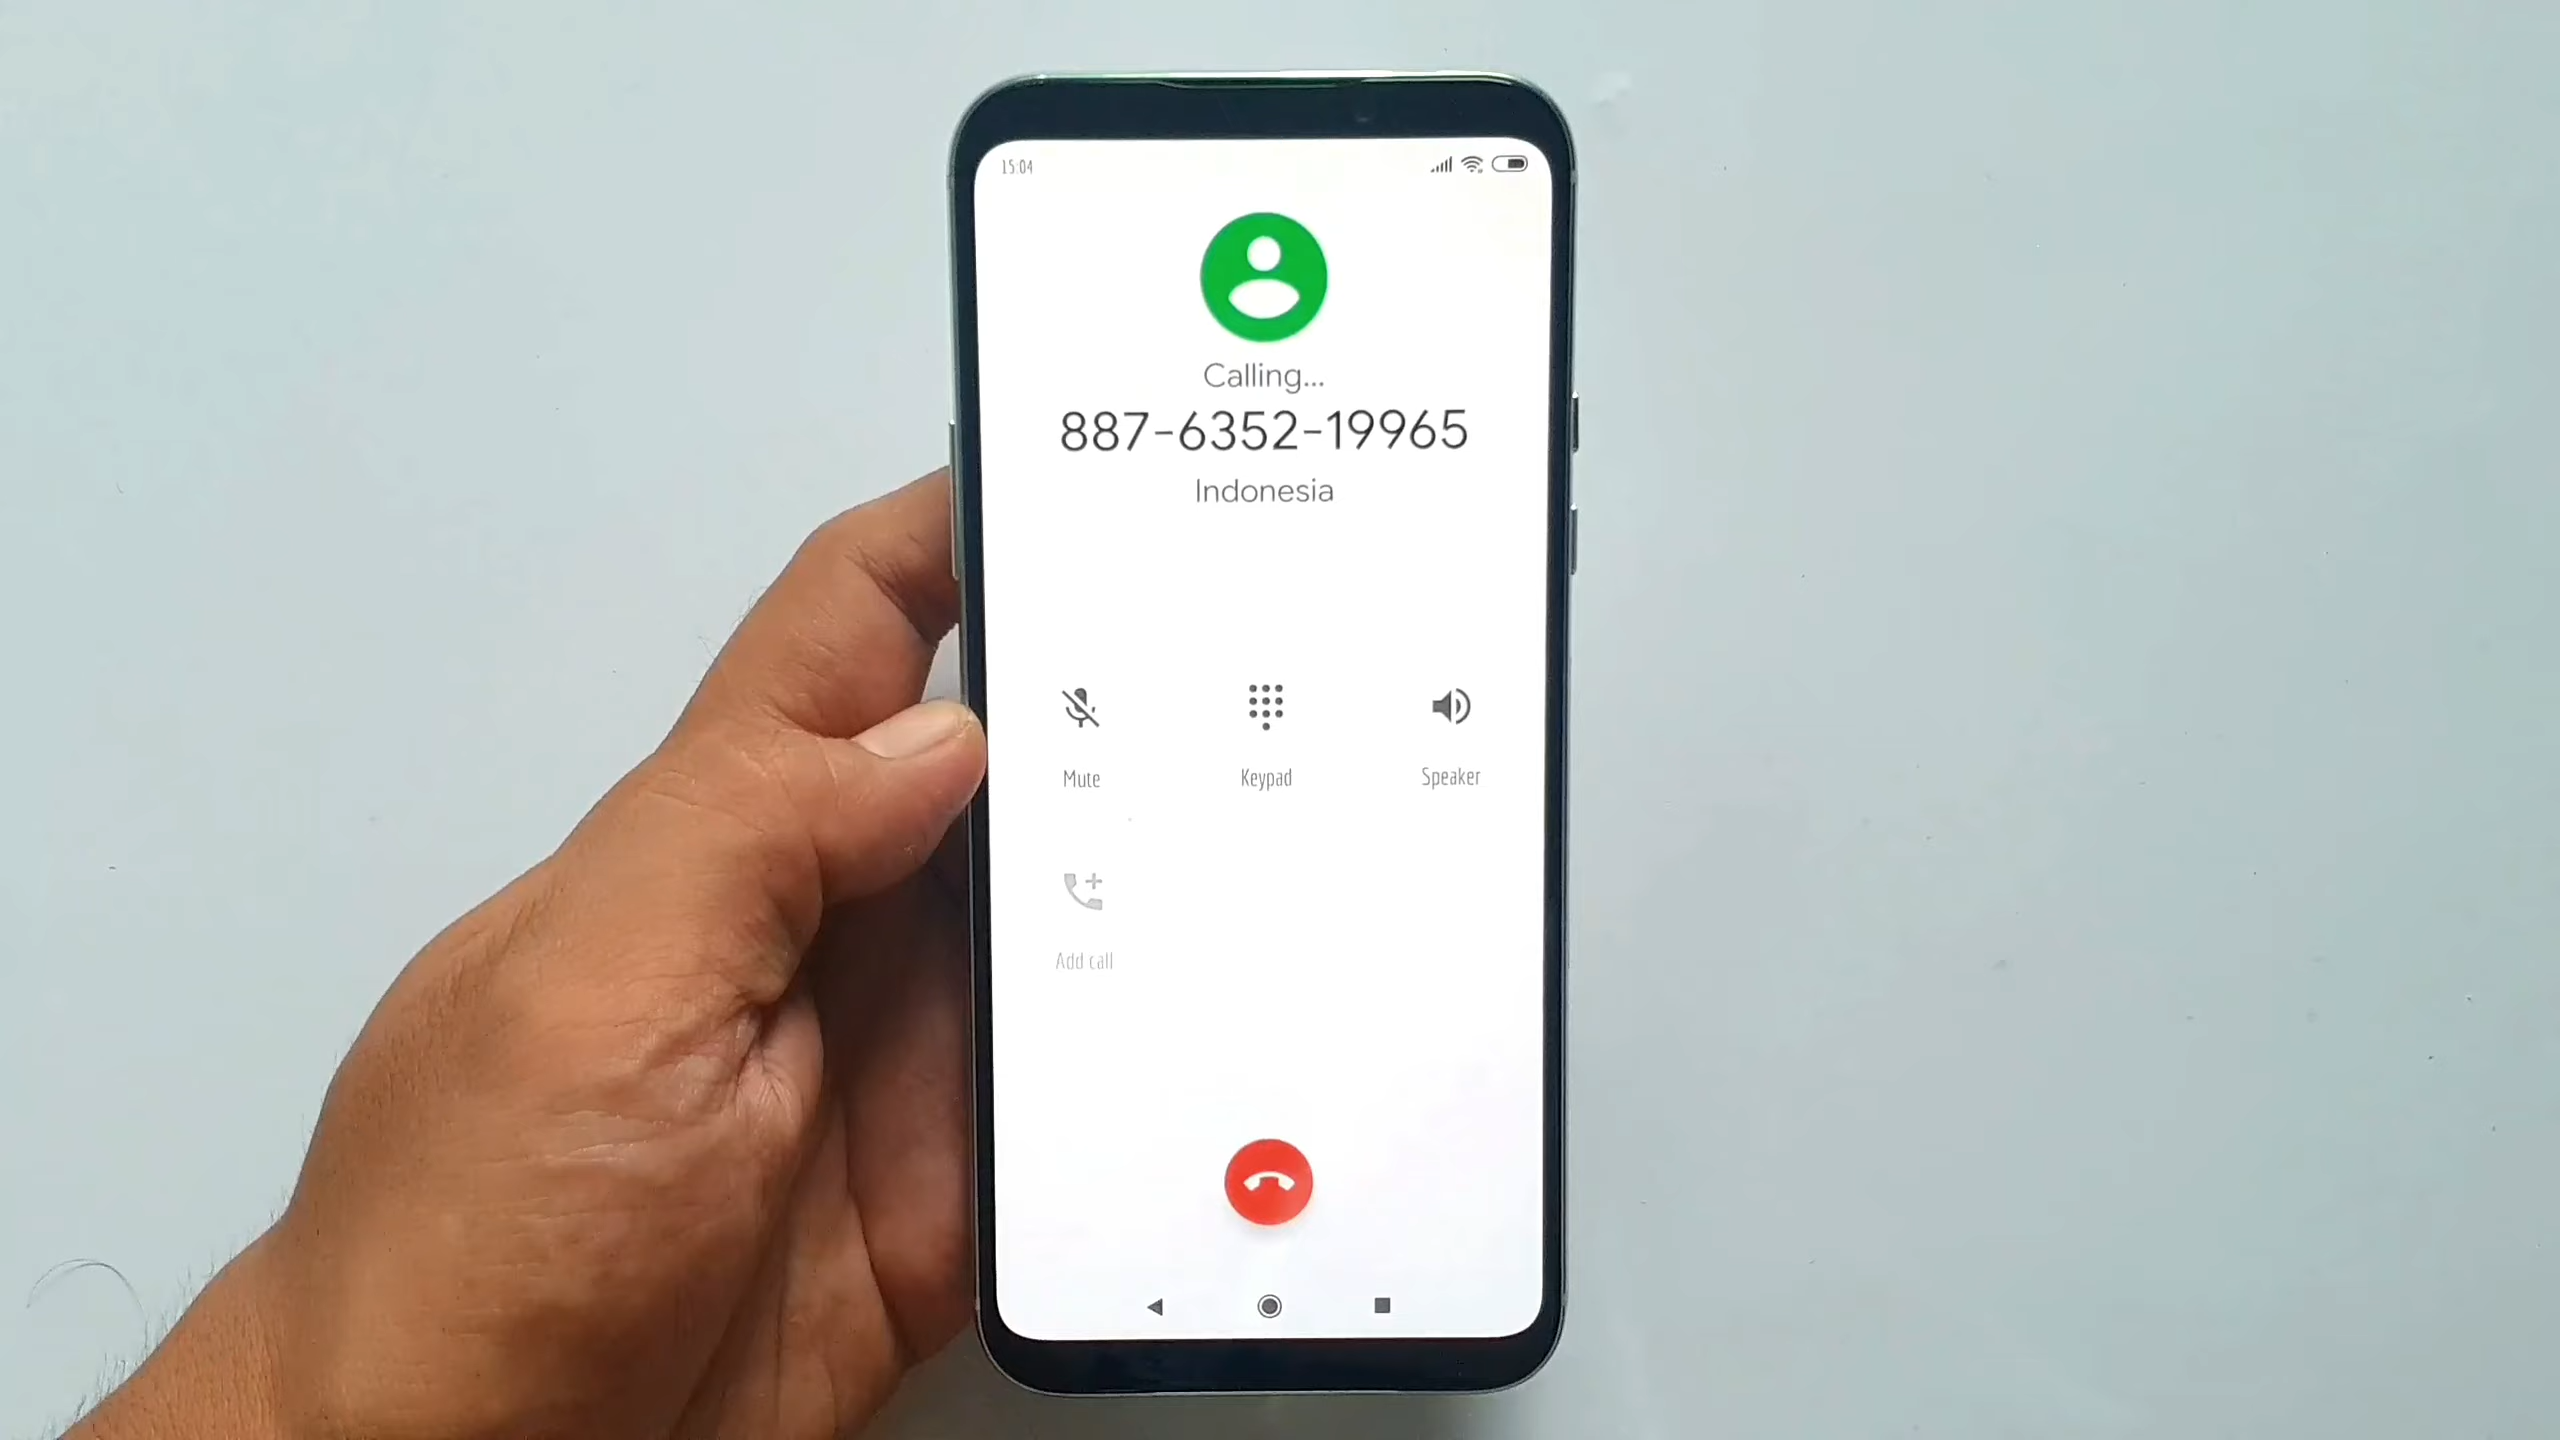 15:04
Calling...
887-6352-19965
Indonesia
Mute
Keypad
Speaker
Add call